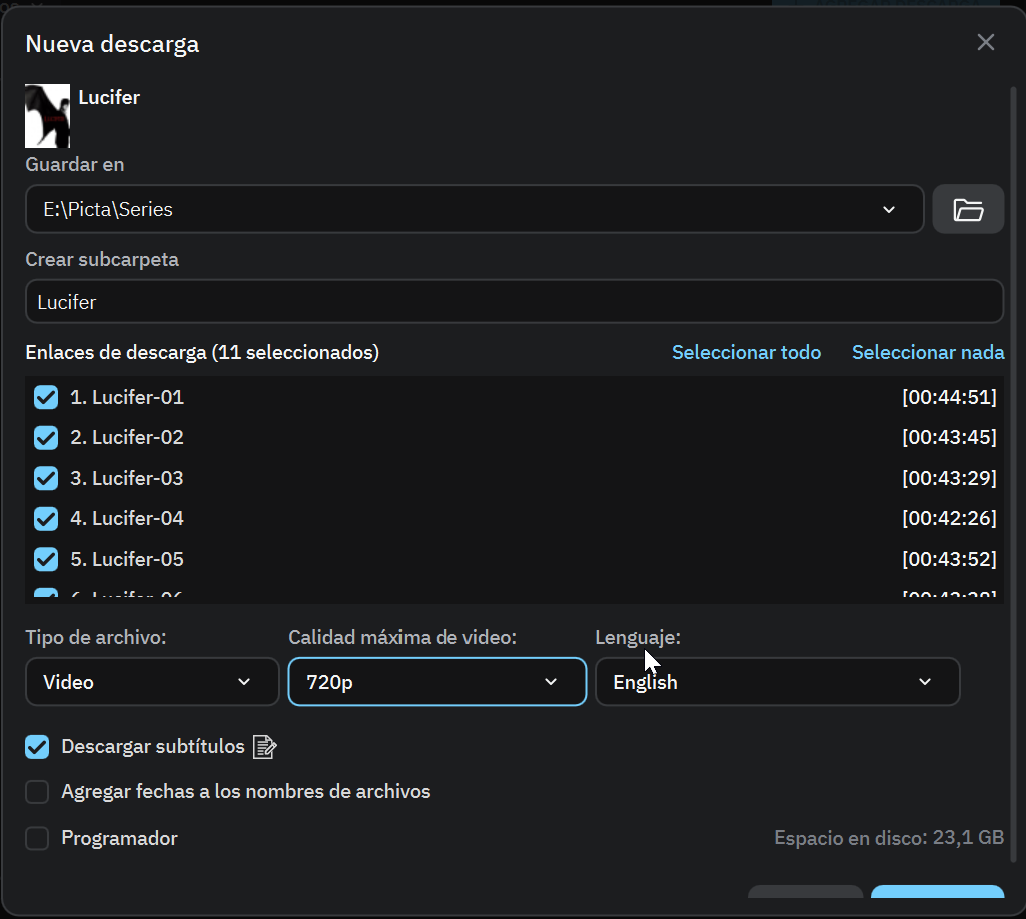 Nueva descarga
Lucifer
Guardar en
E:\Picta\Series
Crear subcarpeta
Lucifer
Enlaces de descarga (11 seleccionados) Seleccionar todo Seleccionar nada
1. Lucifer-01 [00:44:51]
2. Lucifer-02 [00:43:45]
3. Lucifer-03 [00:43:29]
4. Lucifer-04 [00:42:26]
5. Lucifer-05 [00:43:52]
Tipo de archivo: Calidad máxima de video: Lenguaje:
Video 720p English
Descargar subtítulos
Agregar fechas a los nombres de archivos
Programador Espacio en disco: 23,1 GB